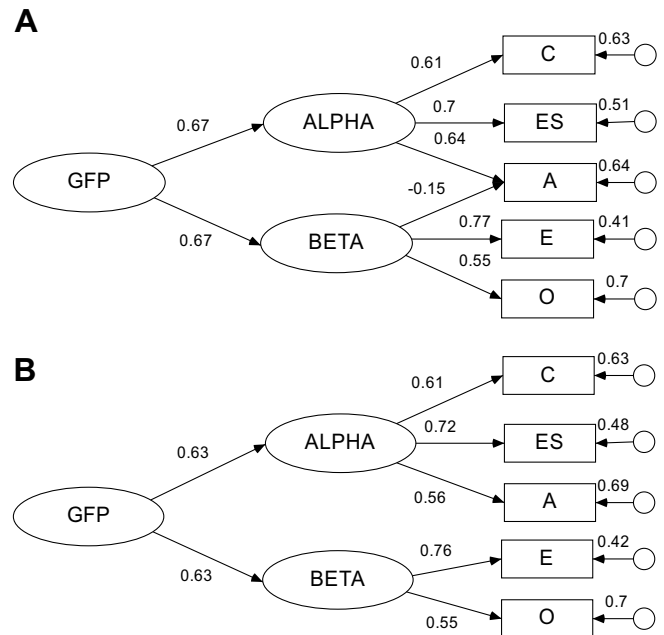 A
0.61
C
0.63
0.67
ALPHA
0.7
ES
0.51
0.64
GFP
-0.15
A
0.64
0.67
BETA
0.77
E
0.41
0.55
O
0.7
B
0.61
C
0.63
0.63
ALPHA
0.72
ES
0.48
0.56
A
0.69
GFP
0.63
BETA
0.76
E
0.42
0.55
O
0.7